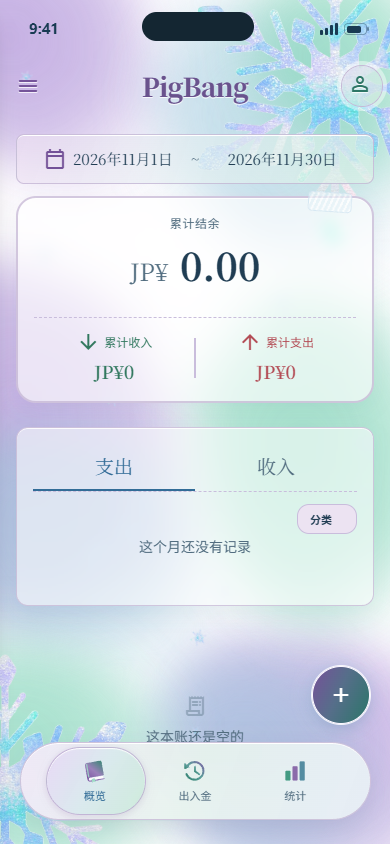 9:41
PigBang
2026年11月1日 ~ 2026年11月30日
累计结余
JP¥ 0.00
累计收入 累计支出
JP¥0 JP¥0
支出 收入
分类
这个月还没有记录
这本账还是空的
+
概览 出入金 统计